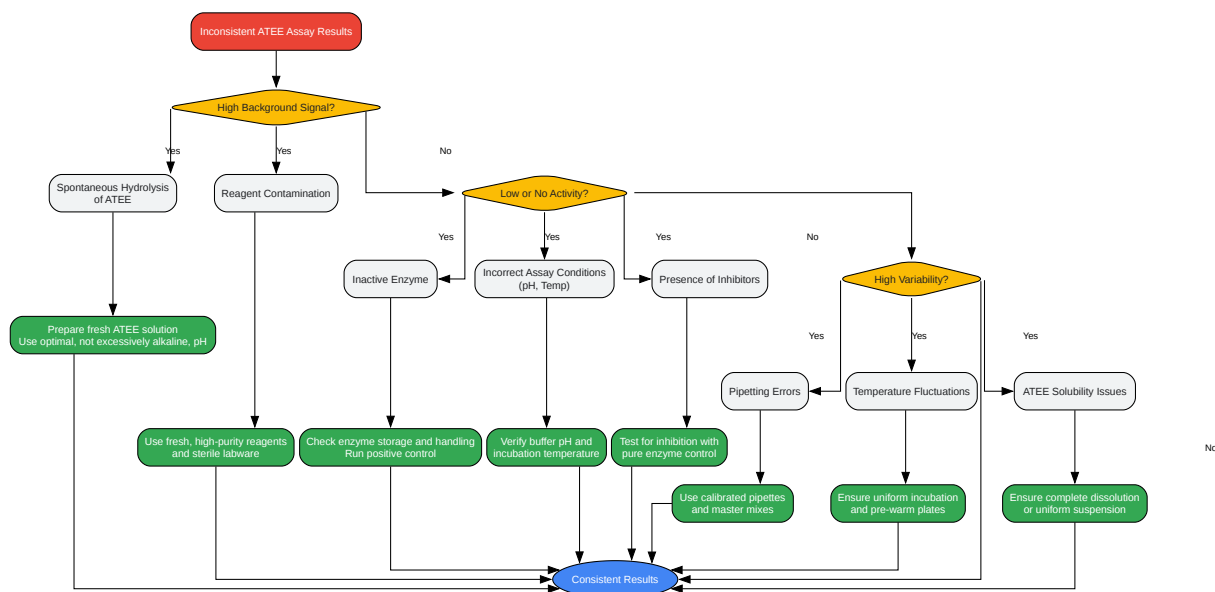 Inconsistent ATEE Assay Results
High Background Signal?
Yes
Yes
No
Spontaneous Hydrolysis
of ATEE
Reagent Contamination
Low or No Activity?
Yes
Yes
Yes
No
Inactive Enzyme
Incorrect Assay Conditions
(pH, Temp)
Presence of Inhibitors
High Variability?
Prepare fresh ATEE solution
Use optimal, not excessively alkaline, pH
Yes
Yes
Yes
Pipetting Errors
Temperature Fluctuations
ATEE Solubility Issues
Use fresh, high-purity reagents
and sterile labware
Check enzyme storage and handling
Run positive control
Verify buffer pH and
incubation temperature
Test for inhibition with
pure enzyme control
No
Use calibrated pipettes
and master mixes
Ensure uniform incubation
and pre-warm plates
Ensure complete dissolution
or uniform suspension
Consistent Results